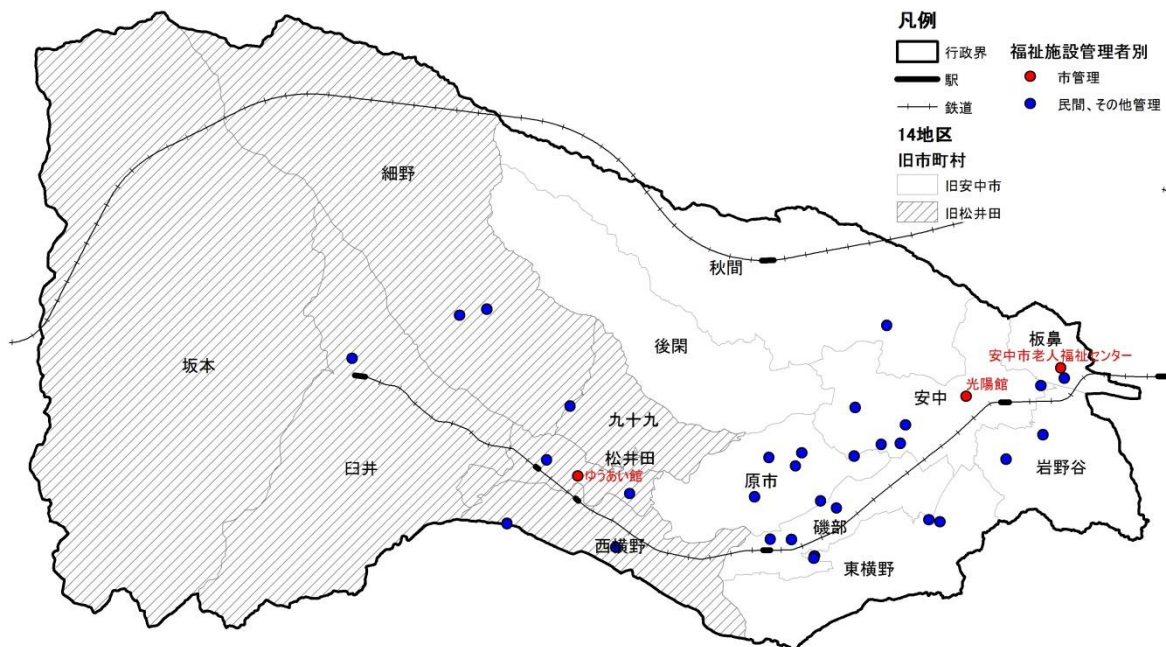 凡例
行政界
駅
鉄道
14地区
旧市町村
旧安中市
旧松井田
福祉施設管理者別
市管理
民間、その他管理
細野
秋間
坂本
後閑
板鼻
安中市老人福祉センター
光陽館
安中
九十九
松井田
ゆうあい館
臼井
原市
岩野谷
磯部
西横野
東横野